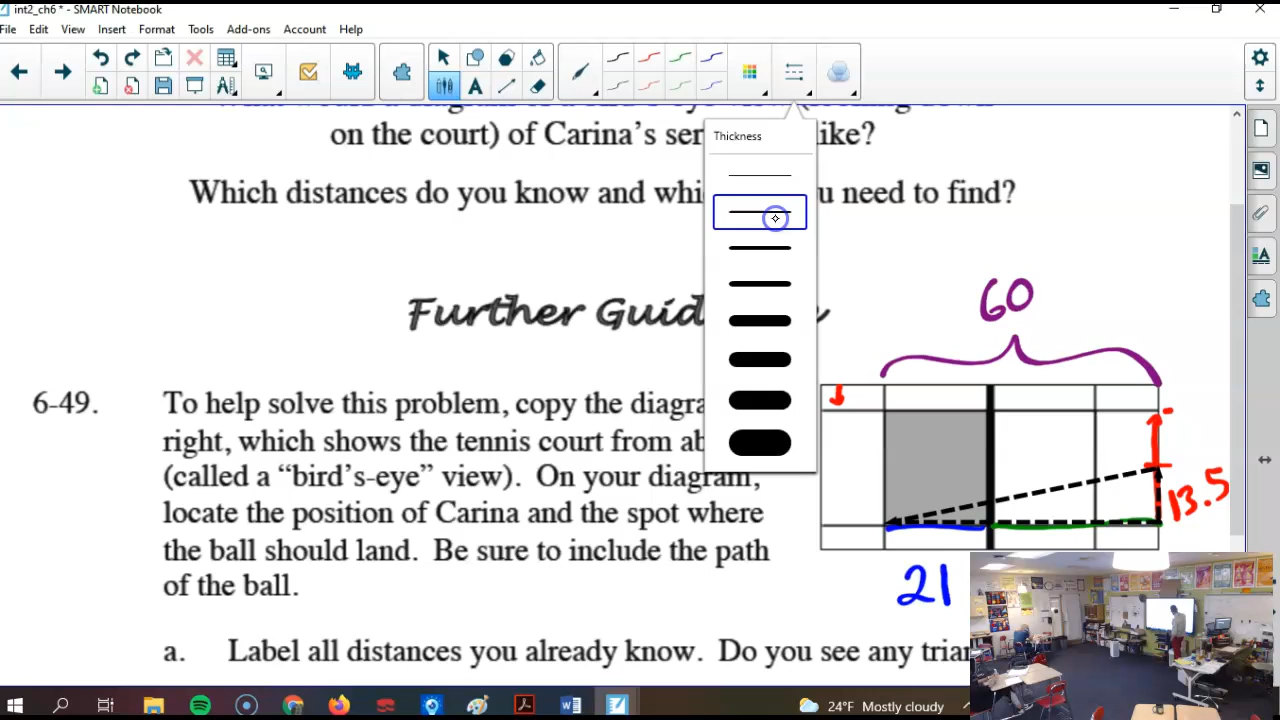 int2_ch6 * - SMART Notebook
File Edit View Insert Format Tools Add-ons Account Help
Thickness
on the court) of Carina's ser like?
Which distances do you know and whi u need to find?
60
Further Guid e
6-49. To help solve this problem, copy the diagra
right, which shows the tennis court from ab
(called a "bird's-eye" view). On your diagram,
locate the position of Carina and the spot where
13.5
the ball should land. Be sure to include the path
of the ball.
21
a. Label all distances you already know. Do you see any trian
24°F Mostly cloudy